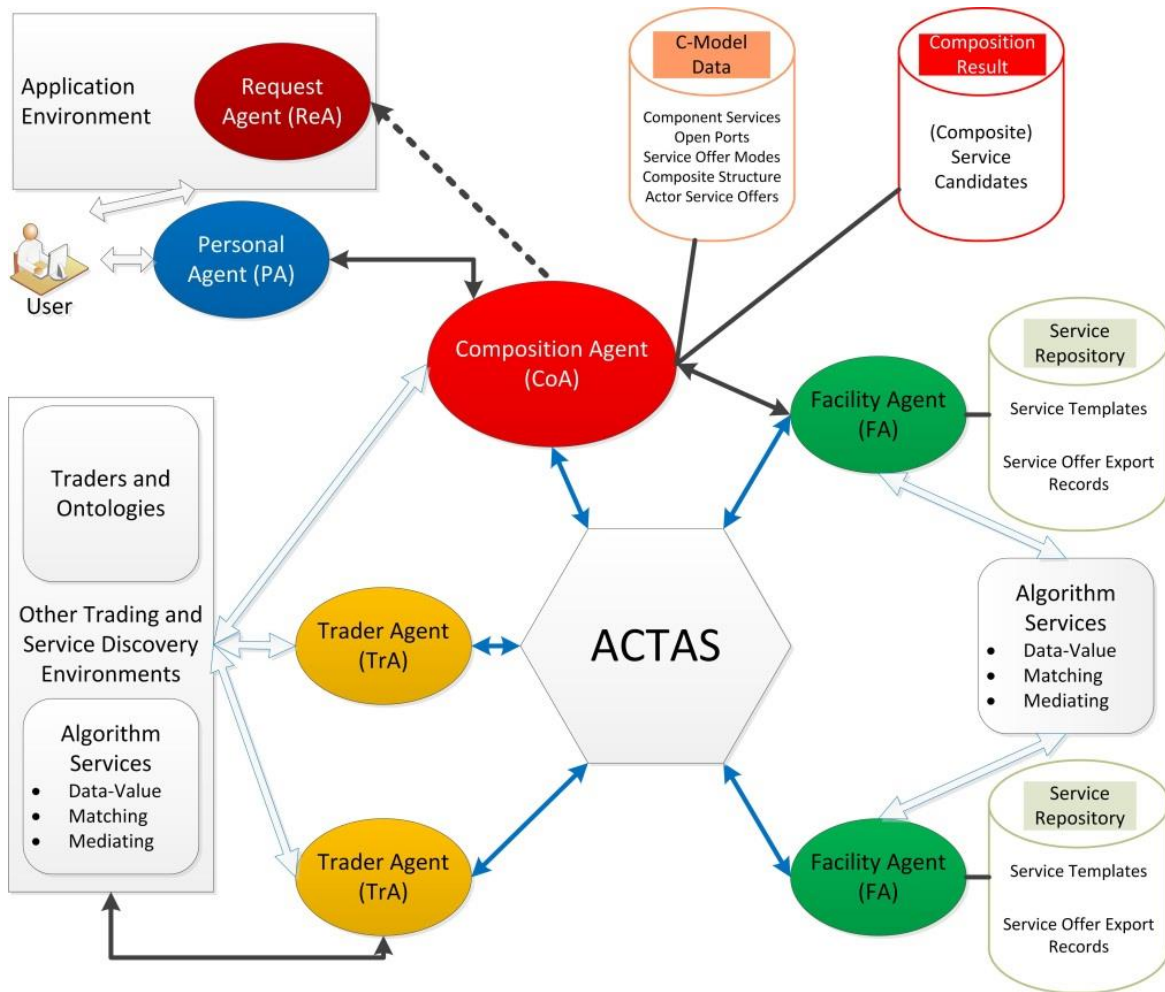 Application
Environment
Request
Agent (ReA)
C-Model
Data
Component Services
Open Ports
Service Offer Modes
Composite Structure
Actor Service Offers
Composition
Result
(Composite)
Service
Candidates
User
Personal
Agent (PA)
Composition Agent
(CoA)
Facility Agent
(FA)
Service
Repository
Service Templates
Service Offer Export
Records
Traders and
Ontologies
Other Trading and
Service Discovery
Environments
Algorithm
Services
• Data-Value
• Matching
• Mediating
Trader Agent
(TrA)
ACTAS
Algorithm
Services
• Data-Value
• Matching
• Mediating
Trader Agent
(TrA)
Facility Agent
(FA)
Service
Repository
Service Templates
Service Offer Export
Records